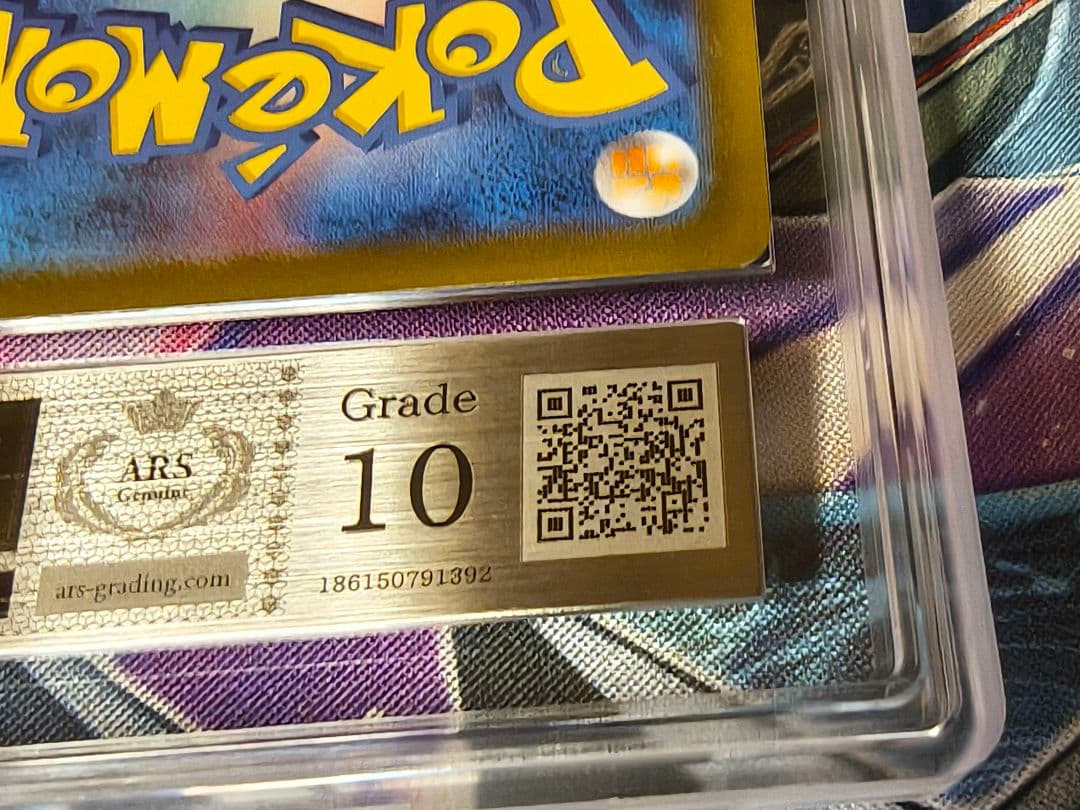 POKéMON
ARS
Genuine
ars-grading.com
Grade
10
186150791392